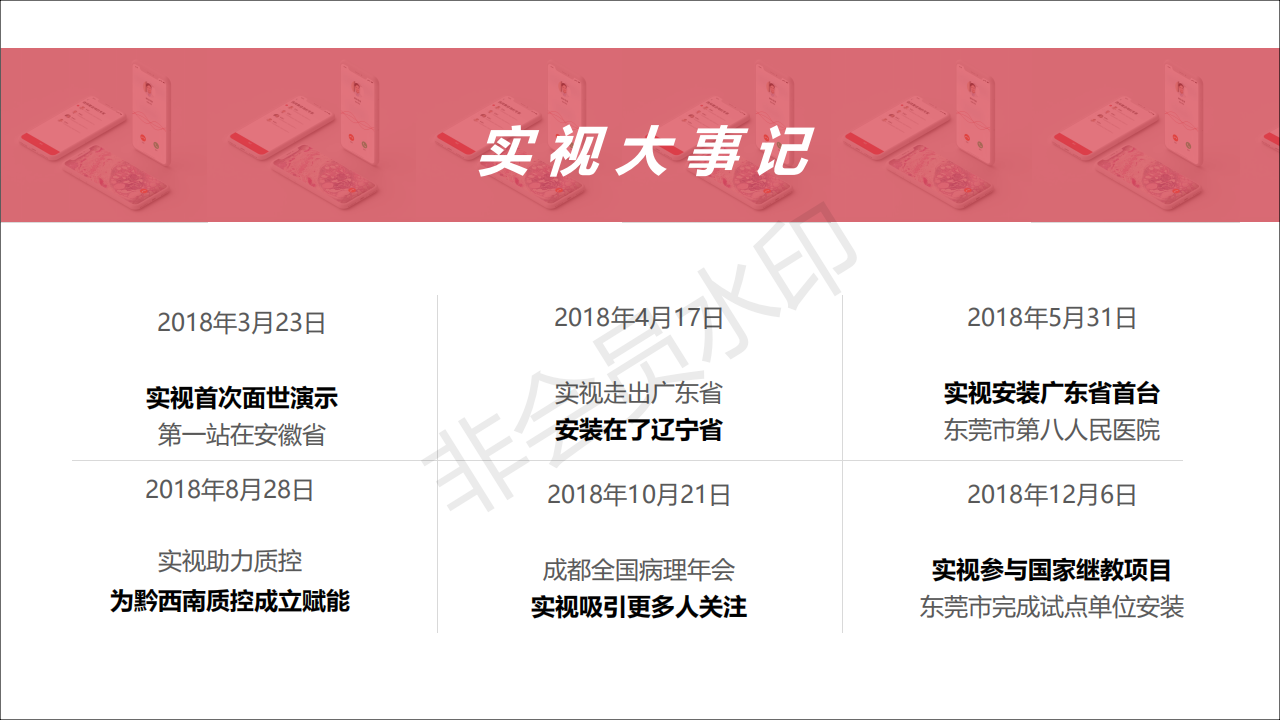 实视大事记
2018年3月23日
实视首次面世演示
第一站在安徽省
2018年4月17日
实视走出广东省
安装在了辽宁省
2018年5月31日
实视安装广东省首台
东莞市第八人民医院
2018年8月28日
实视助力质控
为黔西南质控成立赋能
2018年10月21日
成都全国病理年会
实视吸引更多人关注
2018年12月6日
实视参与国家继教项目
东莞市完成试点单位安装
非会员水印